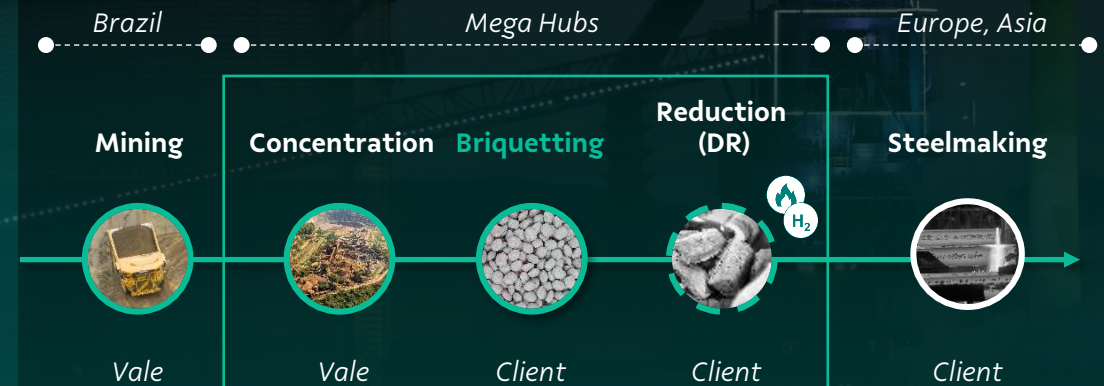 Brazil
Mega Hubs
Europe, Asia
Mining
Concentration
Briquetting
Reduction
(DR)
Steelmaking
H₂
Vale
Vale
Client
Client
Client